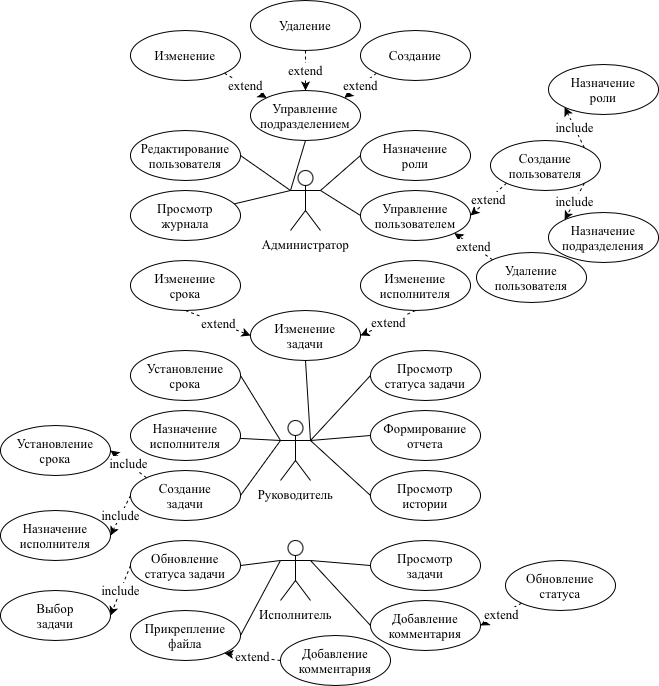 Удаление
Изменение
Создание
extend
extend
extend
Управление
подразделением
Назначение
роли
include
Редактирование
пользователя
Назначение
роли
Создание
пользователя
extend
include
Просмотр
журнала
Управление
пользователем
Назначение
подразделения
Администратор
extend
Удаление
пользователя
Изменение
срока
Изменение
исполнителя
extend
extend
Изменение
задачи
Установление
срока
Просмотр
статуса задачи
Назначение
исполнителя
Формирование
отчета
Установление
срока
include
Создание
задачи
Руководитель
Просмотр
истории
include
Назначение
исполнителя
Обновление
статуса задачи
Просмотр
задачи
include
Обновление
статуса
Выбор
задачи
Исполнитель
Добавление
комментария
extend
Прикрепление
файла
extend
Добавление
комментария